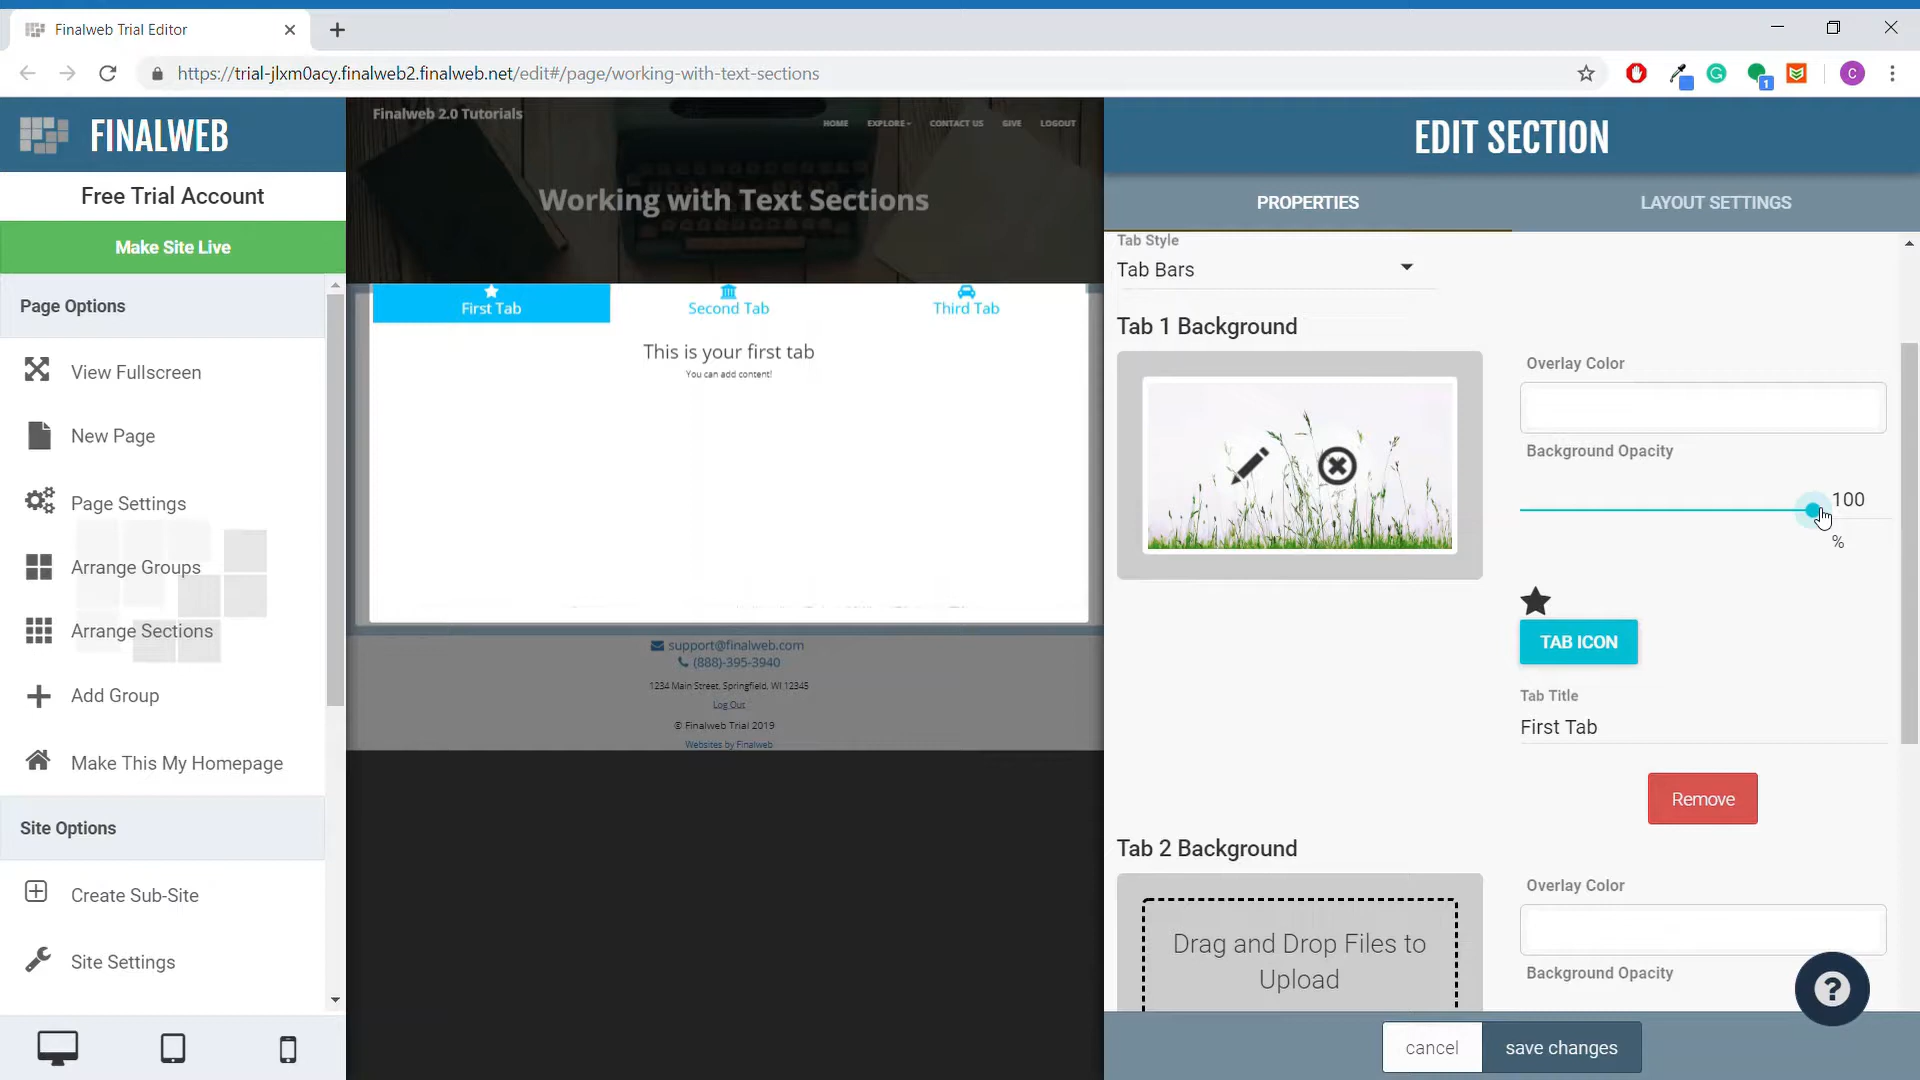 Finalweb Trial Editor
https://trial-jlxm0acy.finalweb2.finalweb.net/edit#/page/working-with-text-sections
1
C
FINALWEB
Free Trial Account
Make Site Live
Page Options
View Fullscreen
New Page
Page Settings
Arrange Groups
Arrange Sections
Add Group
Make This My Homepage
Site Options
Create Sub-Site
Site Settings
Finalweb 2.0 Tutorials
HOME EXPLORE CONTACT US GIVE LOGOUT
Working with Text Sections
First Tab Second Tab Third Tab
This is your first tab
You can add content!
support@finalweb.com
(888)-395-3940
1234 Main Street, Springfield, WI 12345
Log Out
© Finalweb Trial 2019
Websites by Finalweb
EDIT SECTION
PROPERTIES LAYOUT SETTINGS
Tab Style
Tab Bars
Tab 1 Background
Overlay Color
Background Opacity
100
%
TAB ICON
Tab Title
First Tab
Remove
Tab 2 Background
Overlay Color
Drag and Drop Files to
Upload
Background Opacity
?
cancel save changes